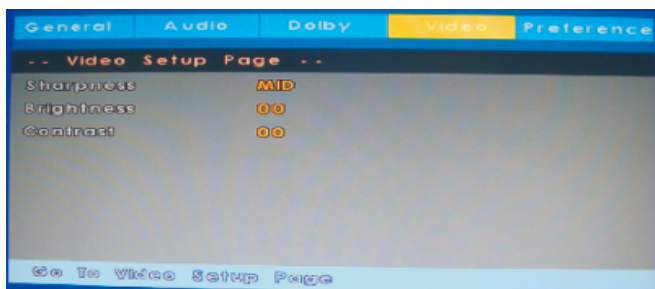 General Audio Dolby Video Preference
-- Video Setup Page --
Sharpness MID
Brightness 00
Contrast 00
Go To Video Setup Page